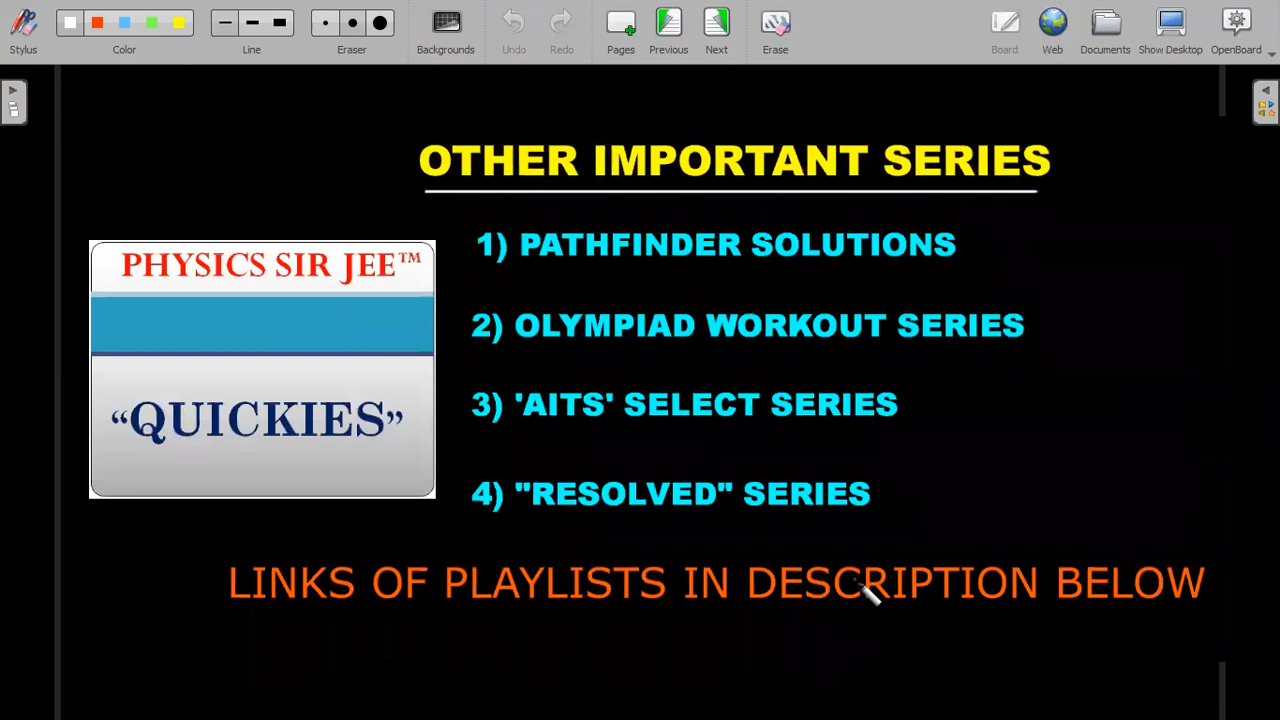 Stylus
Color
Line
Eraser
Backgrounds
Undo
Redo
Pages
Previous
Next
Erase
Board
Web
Documents
Show Desktop
OpenBoard
OTHER IMPORTANT SERIES
PHYSICS SIR JEE™
“QUICKIES”
1) PATHFINDER SOLUTIONS
2) OLYMPIAD WORKOUT SERIES
3) 'AITS' SELECT SERIES
4) "RESOLVED" SERIES
LINKS OF PLAYLISTS IN DESCRIPTION BELOW